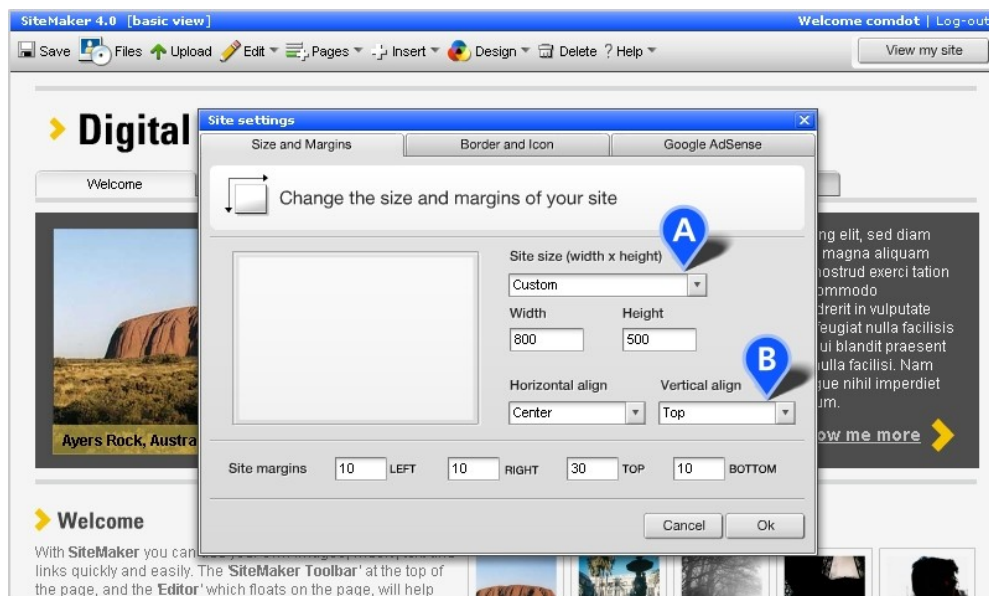 SiteMaker 4.0 [basic view]
Welcome comdot | Log-out
Save Files Upload Edit Pages Insert Design Delete ? Help
View my site
Digital
Site settings
Size and Margins
Border and Icon
Google AdSense
Welcome
Change the size and margins of your site
A
Site size (width x height)
Custom
Width Height
800 500
B
Horizontal align Vertical align
Center Top
Site margins 10 LEFT 10 RIGHT 30 TOP 10 BOTTOM
Cancel Ok
ng elit, sed diam
magna aliquam
nostrud exerci tation
ommodo
drerit in vulputate
feugiat nulla facilisis
ui blandit praesent
nulla facilisi. Nam
que nihil imperdiet
um.
ow me more
Ayers Rock, Austra
Welcome
With SiteMaker you can
links quickly and easily. The 'SiteMaker Toolbar' at the top of
the page, and the 'Editor' which floats on the page, will help